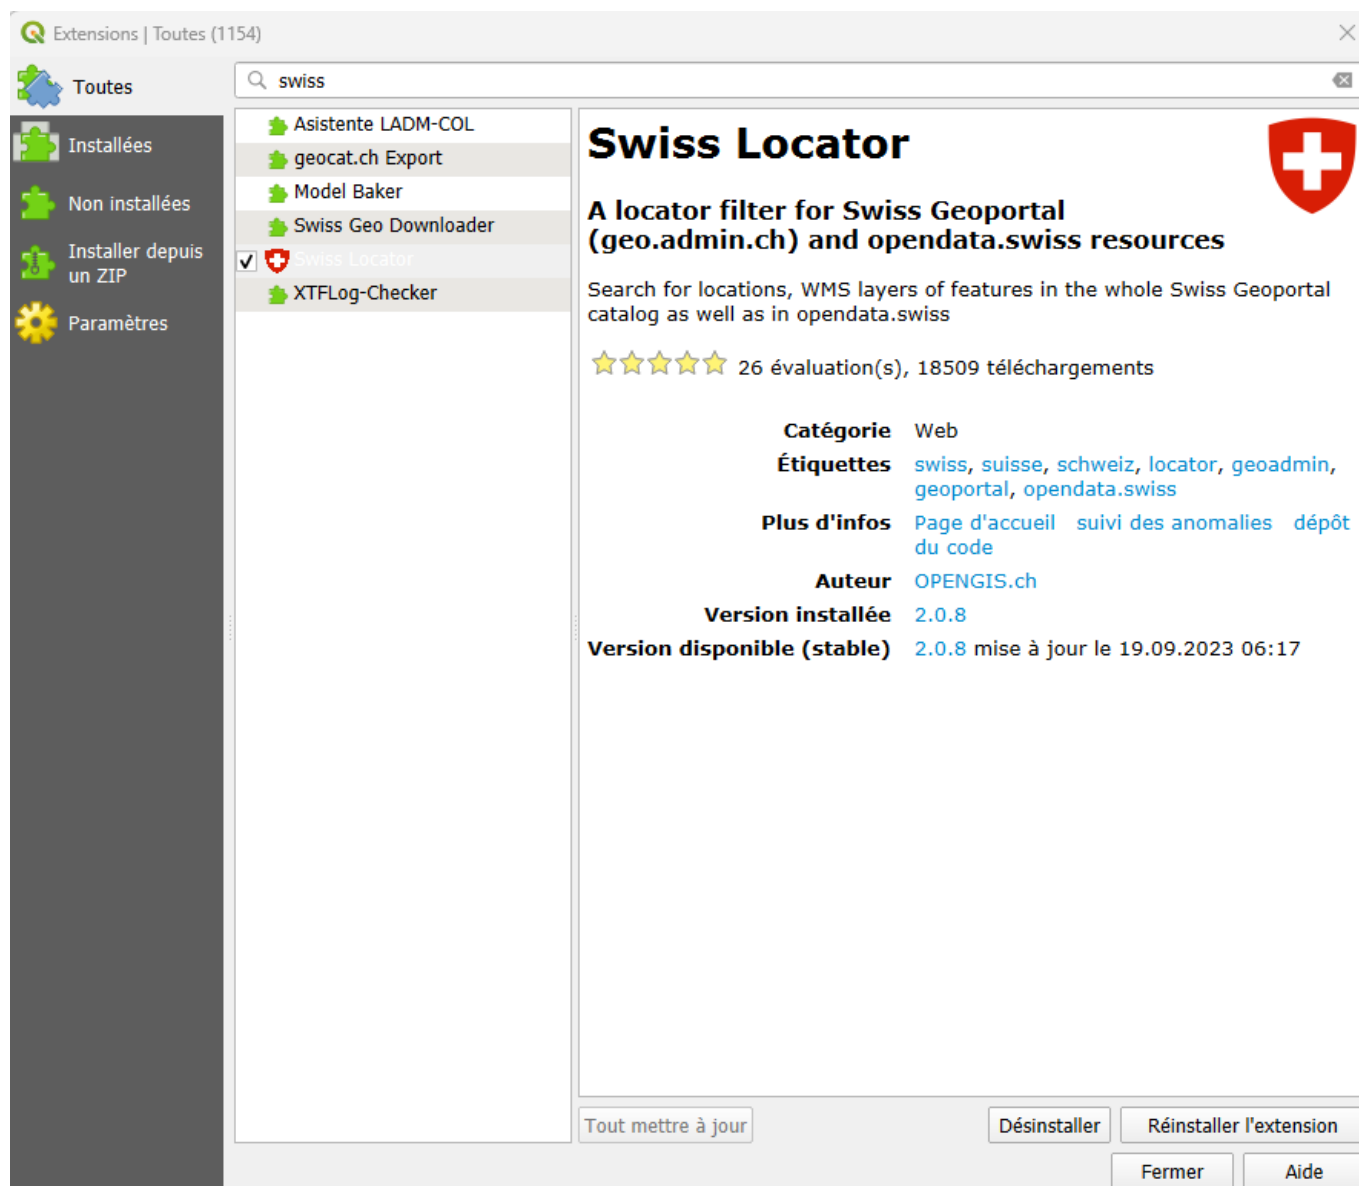 Extensions | Toutes (1154)
Toutes
Installées
Non installées
Installer depuis
un ZIP
Paramètres
swiss
Asistente LADM-COL
geocat.ch Export
Model Baker
Swiss Geo Downloader
Swiss Locator
XTFLog-Checker
Swiss Locator
A locator filter for Swiss Geoportal
(geo.admin.ch) and opendata.swiss resources
Search for locations, WMS layers of features in the whole Swiss Geoportal
catalog as well as in opendata.swiss
26 évaluation(s), 18509 téléchargements
Catégorie Web
Étiquettes swiss, suisse, schweiz, locator, geoadmin,
geoportal, opendata.swiss
Plus d'infos Page d'accueil suivi des anomalies dépôt
du code
Auteur OPENGIS.ch
Version installée 2.0.8
Version disponible (stable) 2.0.8 mise à jour le 19.09.2023 06:17
Tout mettre à jour
Désinstaller
Réinstaller l'extension
Fermer
Aide